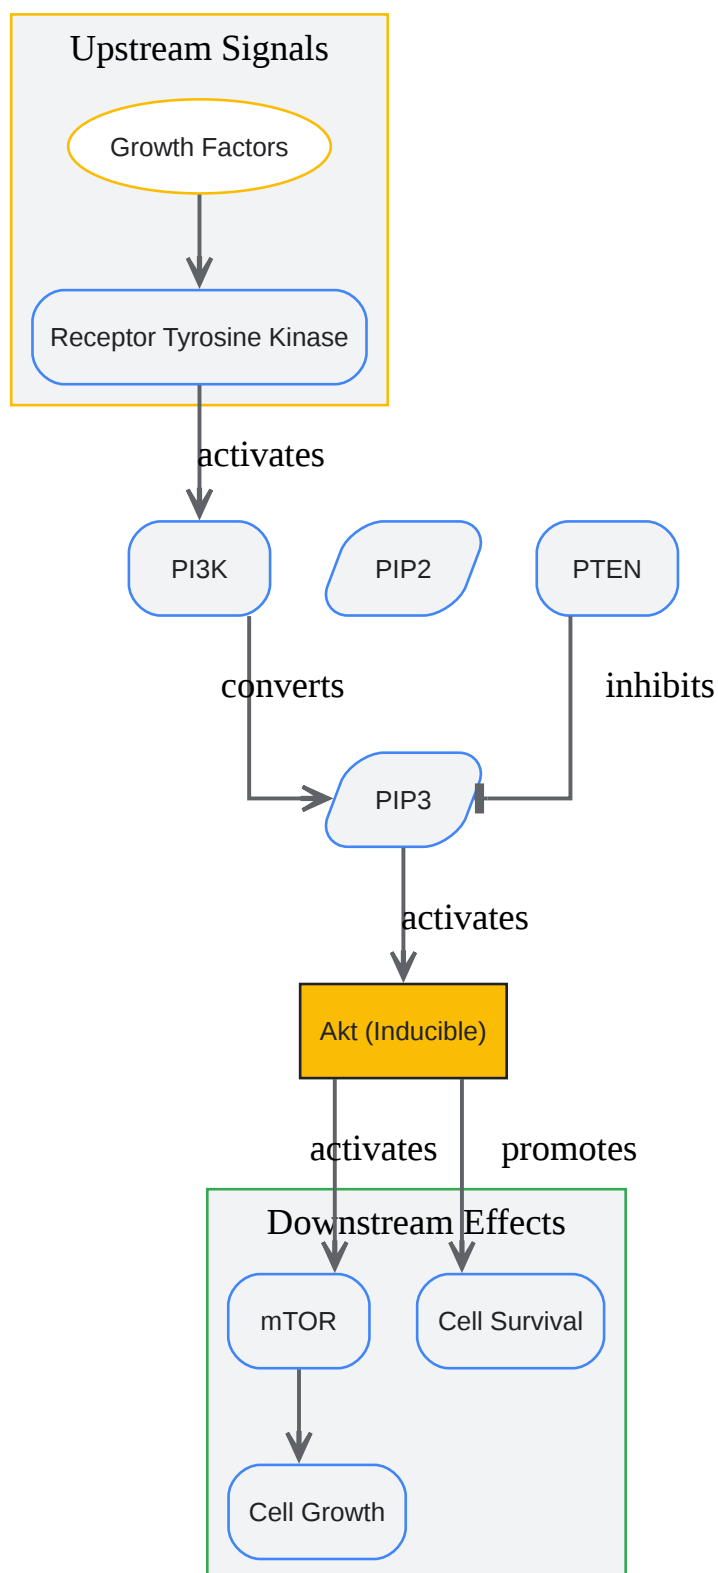 Upstream Signals
Growth Factors
Receptor Tyrosine Kinase
activates
PI3K
PIP2
PTEN
converts
inhibits
PIP3
activates
Akt (Inducible)
activates
promotes
Downstream Effects
mTOR
Cell Survival
Cell Growth